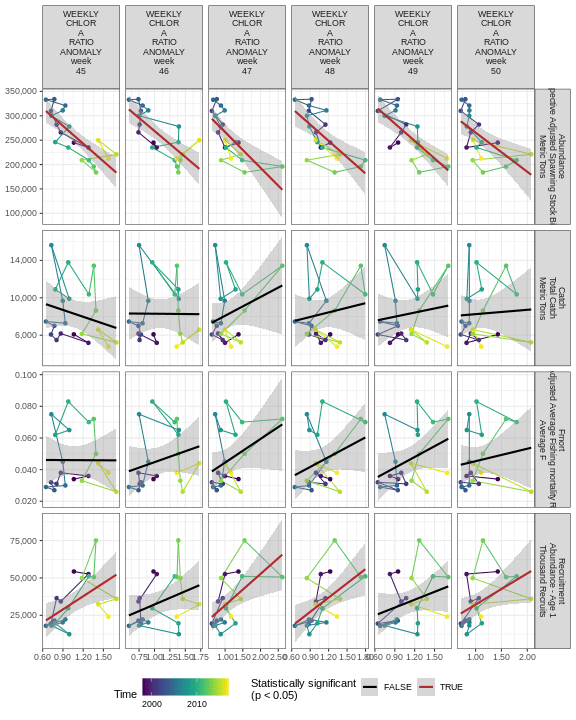 WEEKLY CHLOR A RATIO ANOMALY week 45
WEEKLY CHLOR A RATIO ANOMALY week 46
WEEKLY CHLOR A RATIO ANOMALY week 47
WEEKLY CHLOR A RATIO ANOMALY week 48
WEEKLY CHLOR A RATIO ANOMALY week 49
WEEKLY CHLOR A RATIO ANOMALY week 50
350,000
300,000
250,000
200,000
150,000
100,000
Abundance
Adjusted Spawning Stock
Metric Tons
14,000
10,000
6,000
Catch
Total Catch
Metric Tons
0.100
0.080
0.060
0.040
0.020
Fmort
Average Fishing mortality
Average F
75,000
50,000
25,000
Recruitment
Abundance - Age 1
Thousand Recruits
0.60 0.90 1.20 1.50
0.75 1.00 1.25 1.50 1.75
1.00 1.50 2.00 2.50
0.60 0.90 1.20 1.50
0.60 0.90 1.20 1.50
1.00 1.50 2.00
Time
2000 2010
Statistically significant
(p < 0.05)
FALSE TRUE